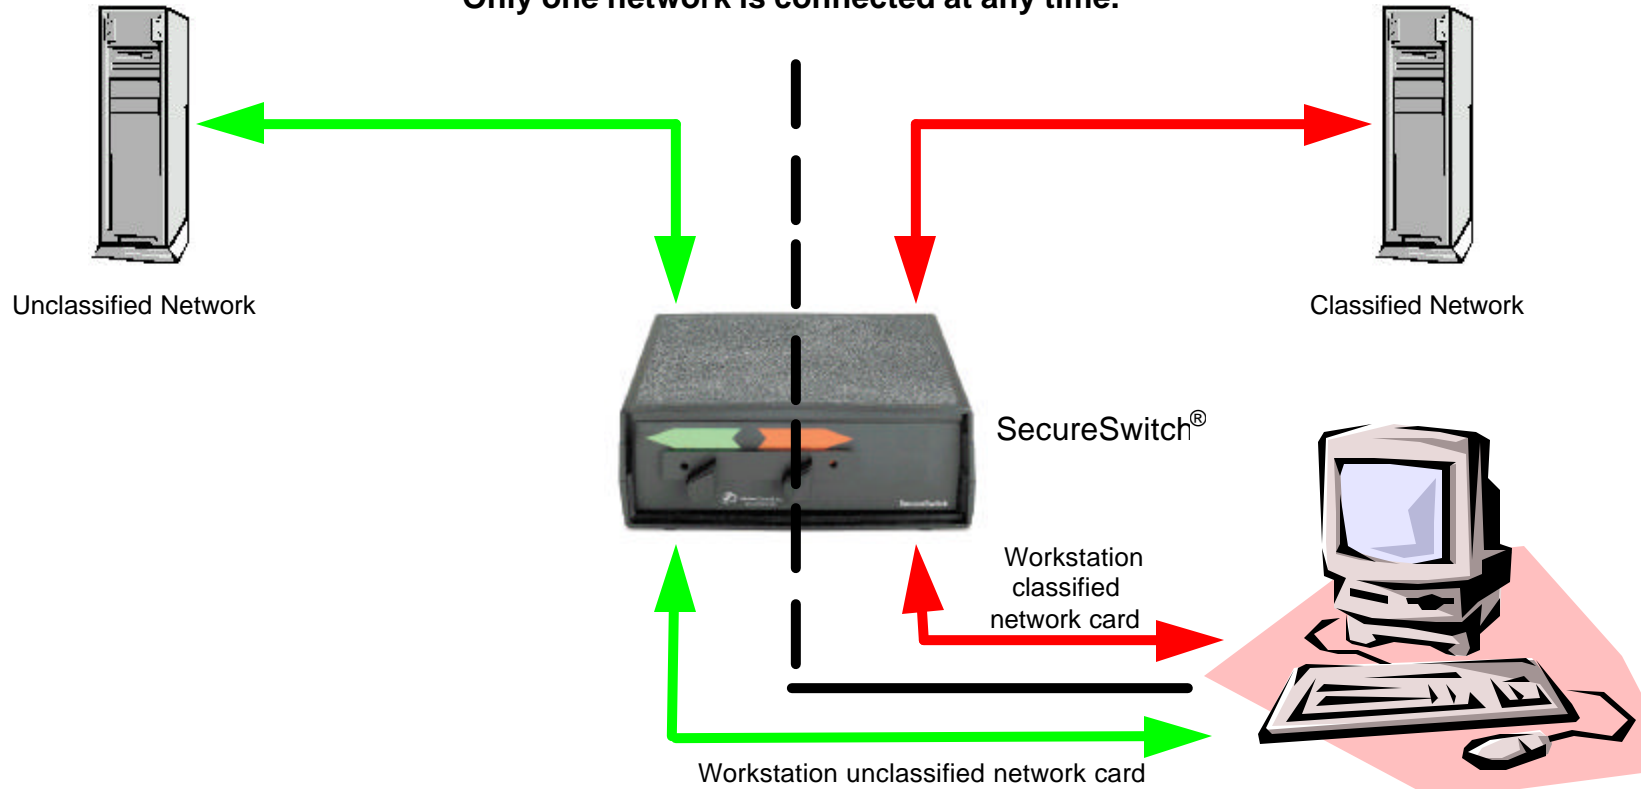 Only one network is connected at any time.
Unclassified Network
Classified Network
SecureSwitch®
SecureSwitch
Workstation
classified
network card
Workstation unclassified network card